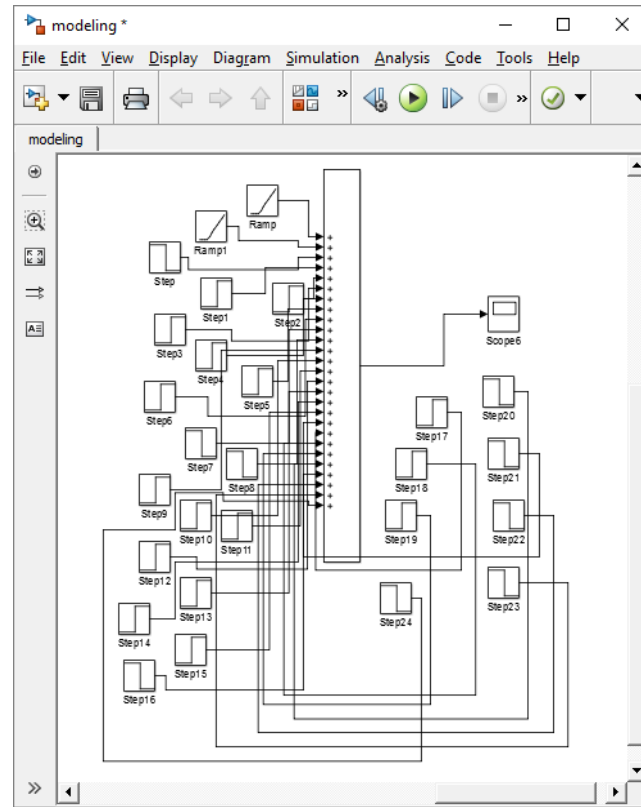 modeling *
File Edit View Display Diagram Simulation Analysis Code Tools Help
modeling
Ramp
Ramp1
Step
Step1
Step2
Step3
Step4
Step5
Step6
Step7
Step8
Step9
Step10
Step11
Step12
Step13
Step14
Step15
Step16
Scope6
Step17
Step20
Step18
Step21
Step19
Step22
Step23
Step24